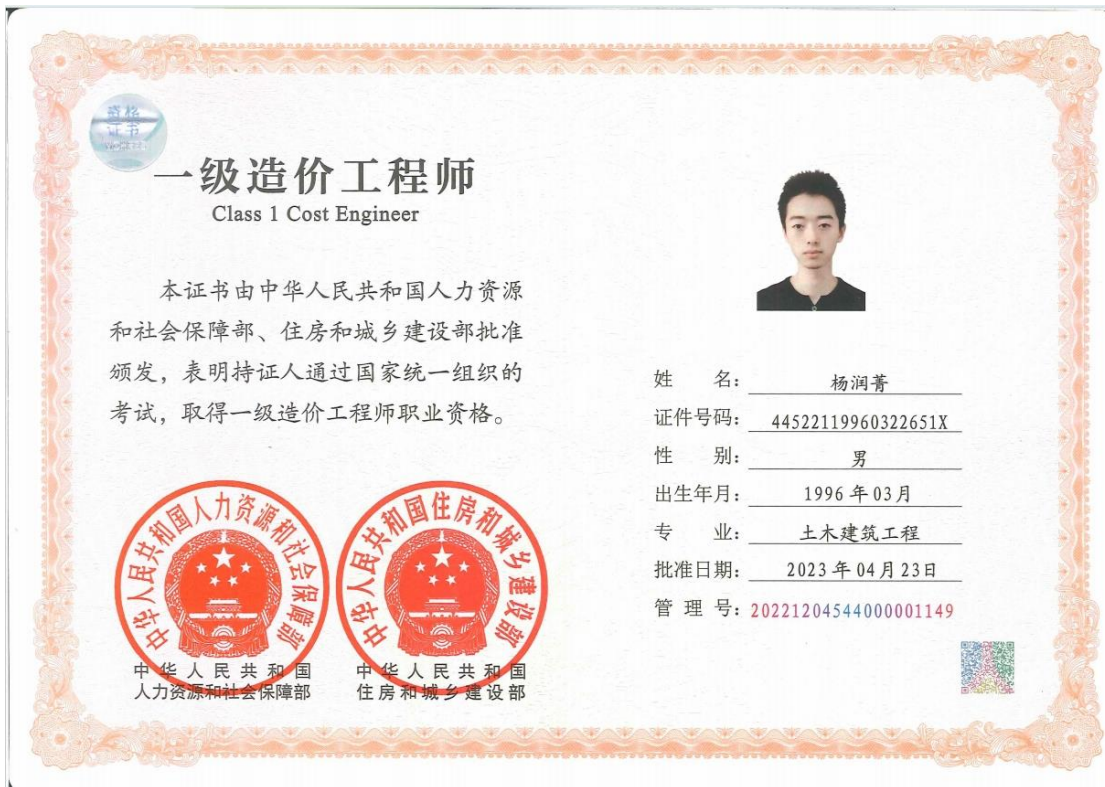 资格
证书
一级造价工程师
Class 1 Cost Engineer
本证书由中华人民共和国人力资源
和社会保障部、住房和城乡建设部批准
颁发，表明持证人通过国家统一组织的
考试，取得一级造价工程师职业资格。
姓 名：杨润菁
证件号码：44522119960322651X
性 别：男
出生年月：1996年03月
专 业：土木建筑工程
批准日期：2023年04月23日
管 理 号：20221204544000001149
中华人民共和国人力资源和社会保障部
中华人民共和国住房和城乡建设部
中华人民共和国
人力资源和社会保障部
中华人民共和国
住房和城乡建设部